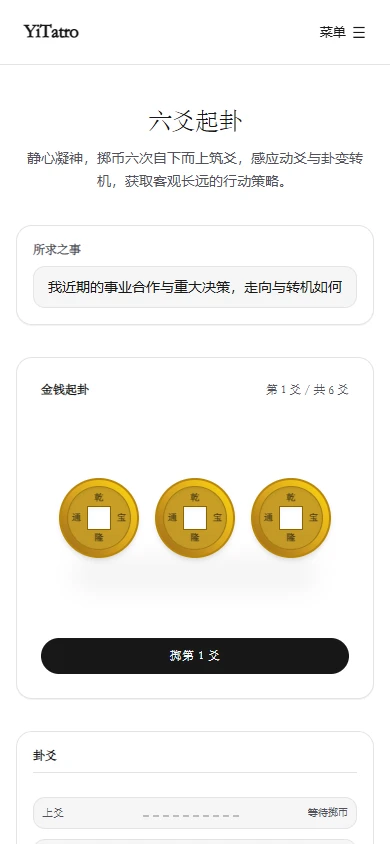 YiTatro
菜单
六爻起卦
静心凝神，掷币六次自下而上筑爻，感应动爻与卦变转
机，获取客观长远的行动策略。
所求之事
我近期的事业合作与重大决策，走向与转机如何
金钱起卦
第 1 爻 / 共 6 爻
乾
通 宝
隆
乾
通 宝
隆
乾
通 宝
隆
掷第 1 爻
卦爻
上爻
等待掷币